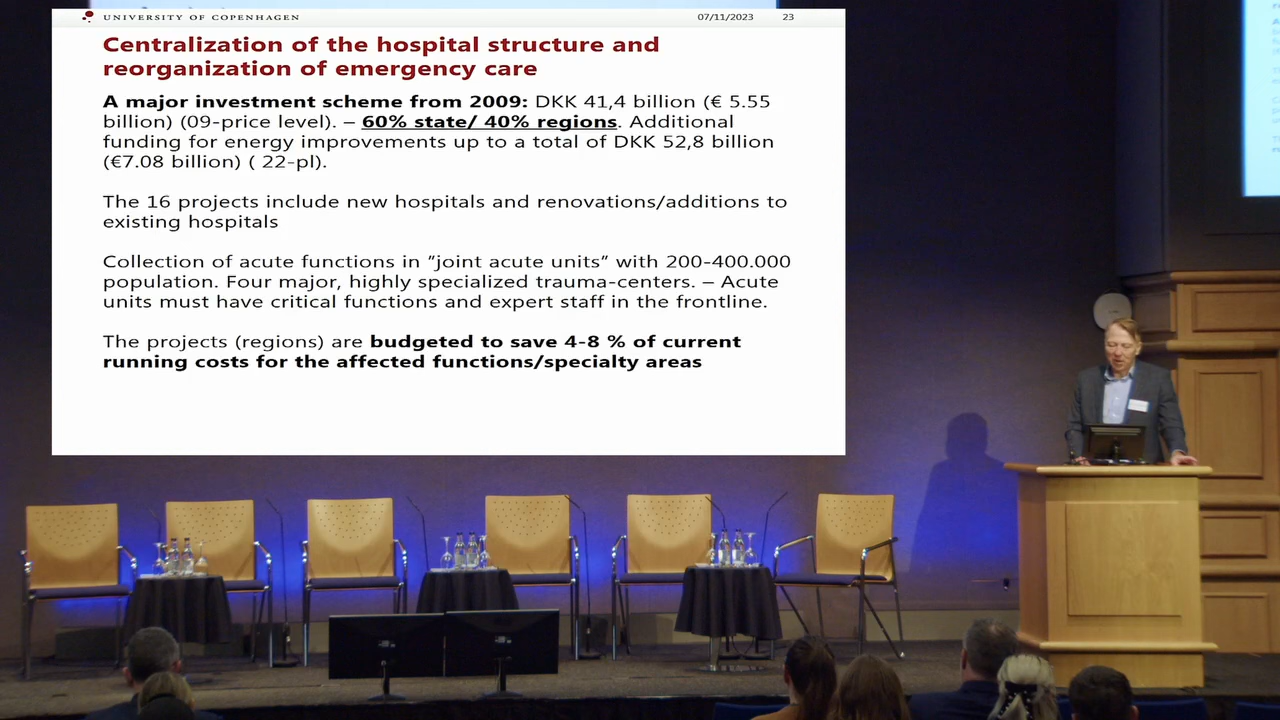 UNIVERSITY OF COPENHAGEN
07/11/2023 23
Centralization of the hospital structure and
reorganization of emergency care
A major investment scheme from 2009: DKK 41,4 billion (€ 5.55
billion) (09-price level). – 60% state/ 40% regions. Additional
funding for energy improvements up to a total of DKK 52,8 billion
(€7.08 billion) ( 22-pl).
The 16 projects include new hospitals and renovations/additions to
existing hospitals
Collection of acute functions in ”joint acute units” with 200-400.000
population. Four major, highly specialized trauma-centers. – Acute
units must have critical functions and expert staff in the frontline.
The projects (regions) are budgeted to save 4-8 % of current
running costs for the affected functions/specialty areas